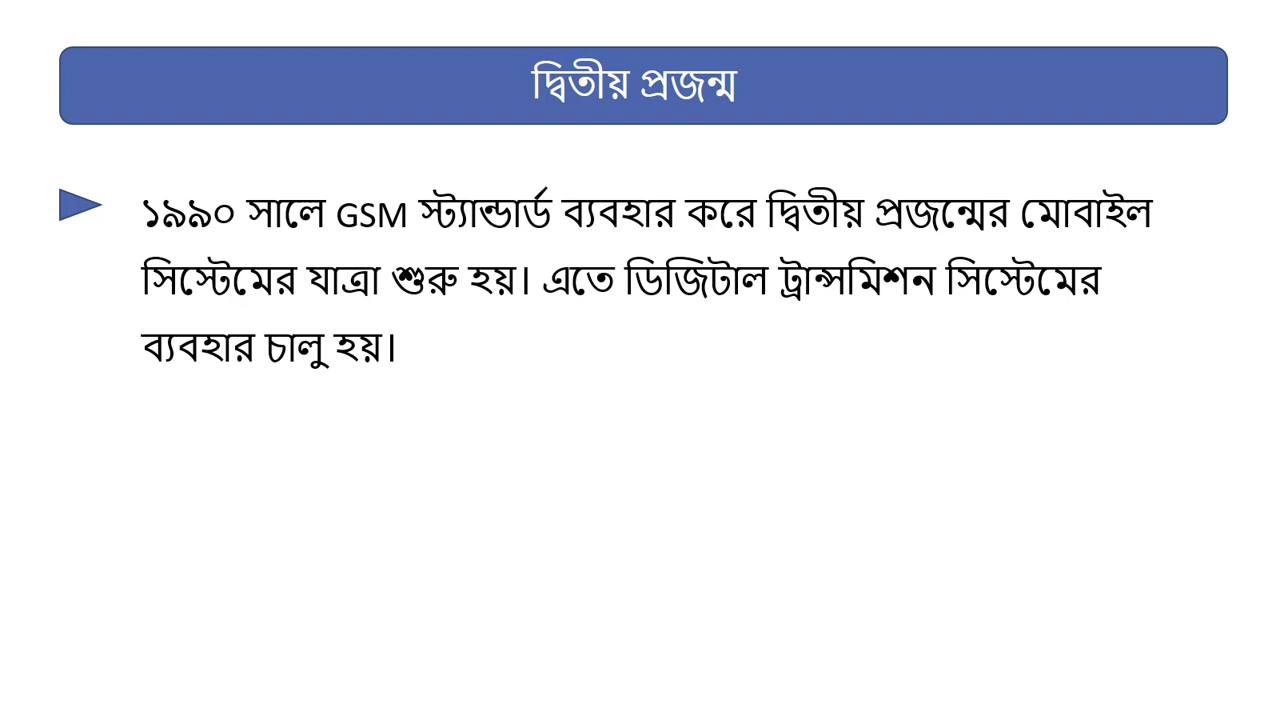 দ্বিতীয় প্রজন্ম
১৯৯০ সালে GSM স্ট্যান্ডার্ড ব্যবহার করে দ্বিতীয় প্রজন্মের মোবাইল
সিস্টেমের যাত্রা শুরু হয়। এতে ডিজিটাল ট্রান্সমিশন সিস্টেমের
ব্যবহার চালু হয়।